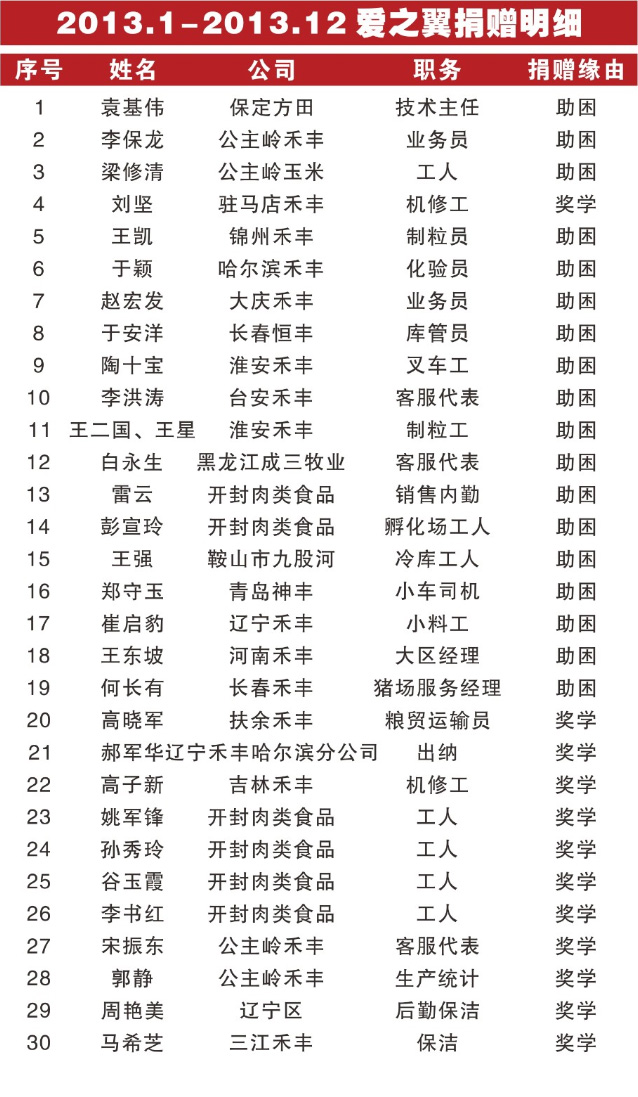 2013.1-2013.12 爱之翼捐赠明细
序号 姓名 公司 职务 捐赠缘由
1 袁基伟 保定方田 技术主任 助困
2 李保龙 公主岭禾丰 业务员 助困
3 梁修清 公主岭玉米 工人 助困
4 刘坚 驻马店禾丰 机修工 奖学
5 王凯 锦州禾丰 制粒员 助困
6 于颖 哈尔滨禾丰 化验员 助困
7 赵宏发 大庆禾丰 业务员 助困
8 于安洋 长春恒丰 库管员 助困
9 陶十宝 淮安禾丰 叉车工 助困
10 李洪涛 台安禾丰 客服代表 助困
11 王二国、王星 淮安禾丰 制粒工 助困
12 白永生 黑龙江成三牧业 客服代表 助困
13 雷云 开封肉类食品 销售内勤 助困
14 彭宣玲 开封肉类食品 孵化场工人 助困
15 王强 鞍山市九股河 冷库工人 助困
16 郑守玉 青岛神丰 小车司机 助困
17 崔启豹 辽宁禾丰 小料工 助困
18 王东坡 河南禾丰 大区经理 助困
19 何长有 长春禾丰 猪场服务经理 助困
20 高晓军 扶余禾丰 粮贸运输员 奖学
21 郝军华 辽宁禾丰哈尔滨分公司 出纳 奖学
22 高子新 吉林禾丰 机修工 奖学
23 姚军锋 开封肉类食品 工人 奖学
24 孙秀玲 开封肉类食品 工人 奖学
25 谷玉霞 开封肉类食品 工人 奖学
26 李书红 开封肉类食品 工人 奖学
27 宋振东 公主岭禾丰 客服代表 奖学
28 郭静 公主岭禾丰 生产统计 奖学
29 周艳美 辽宁区 后勤保洁 奖学
30 马希芝 三江禾丰 保洁 奖学